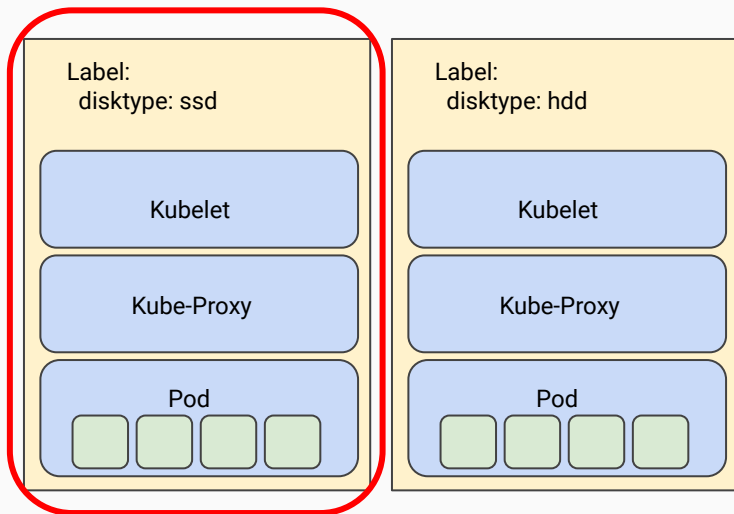 Label:
disktype: ssd
Kubelet
Kube-Proxy
Pod
Label:
disktype: hdd
Kubelet
Kube-Proxy
Pod